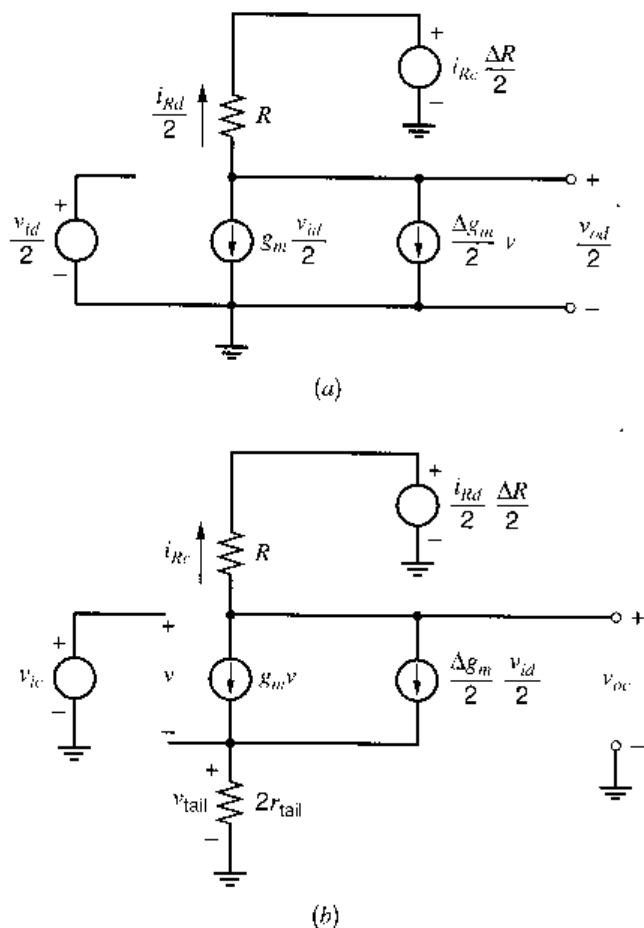 +
i_Rc ΔR/2
−
i_Rd/2
R
+
v_id/2
−
g_m v_id/2
Δg_m/2 v
+
v_od/2
−
(a)
+
i_Rd/2 ΔR/2
−
i_Rc
R
+
v_ic
−
+
v
−
g_m v
Δg_m/2 v_id/2
+
v_oc
−
+
v_tail
−
2r_tail
(b)